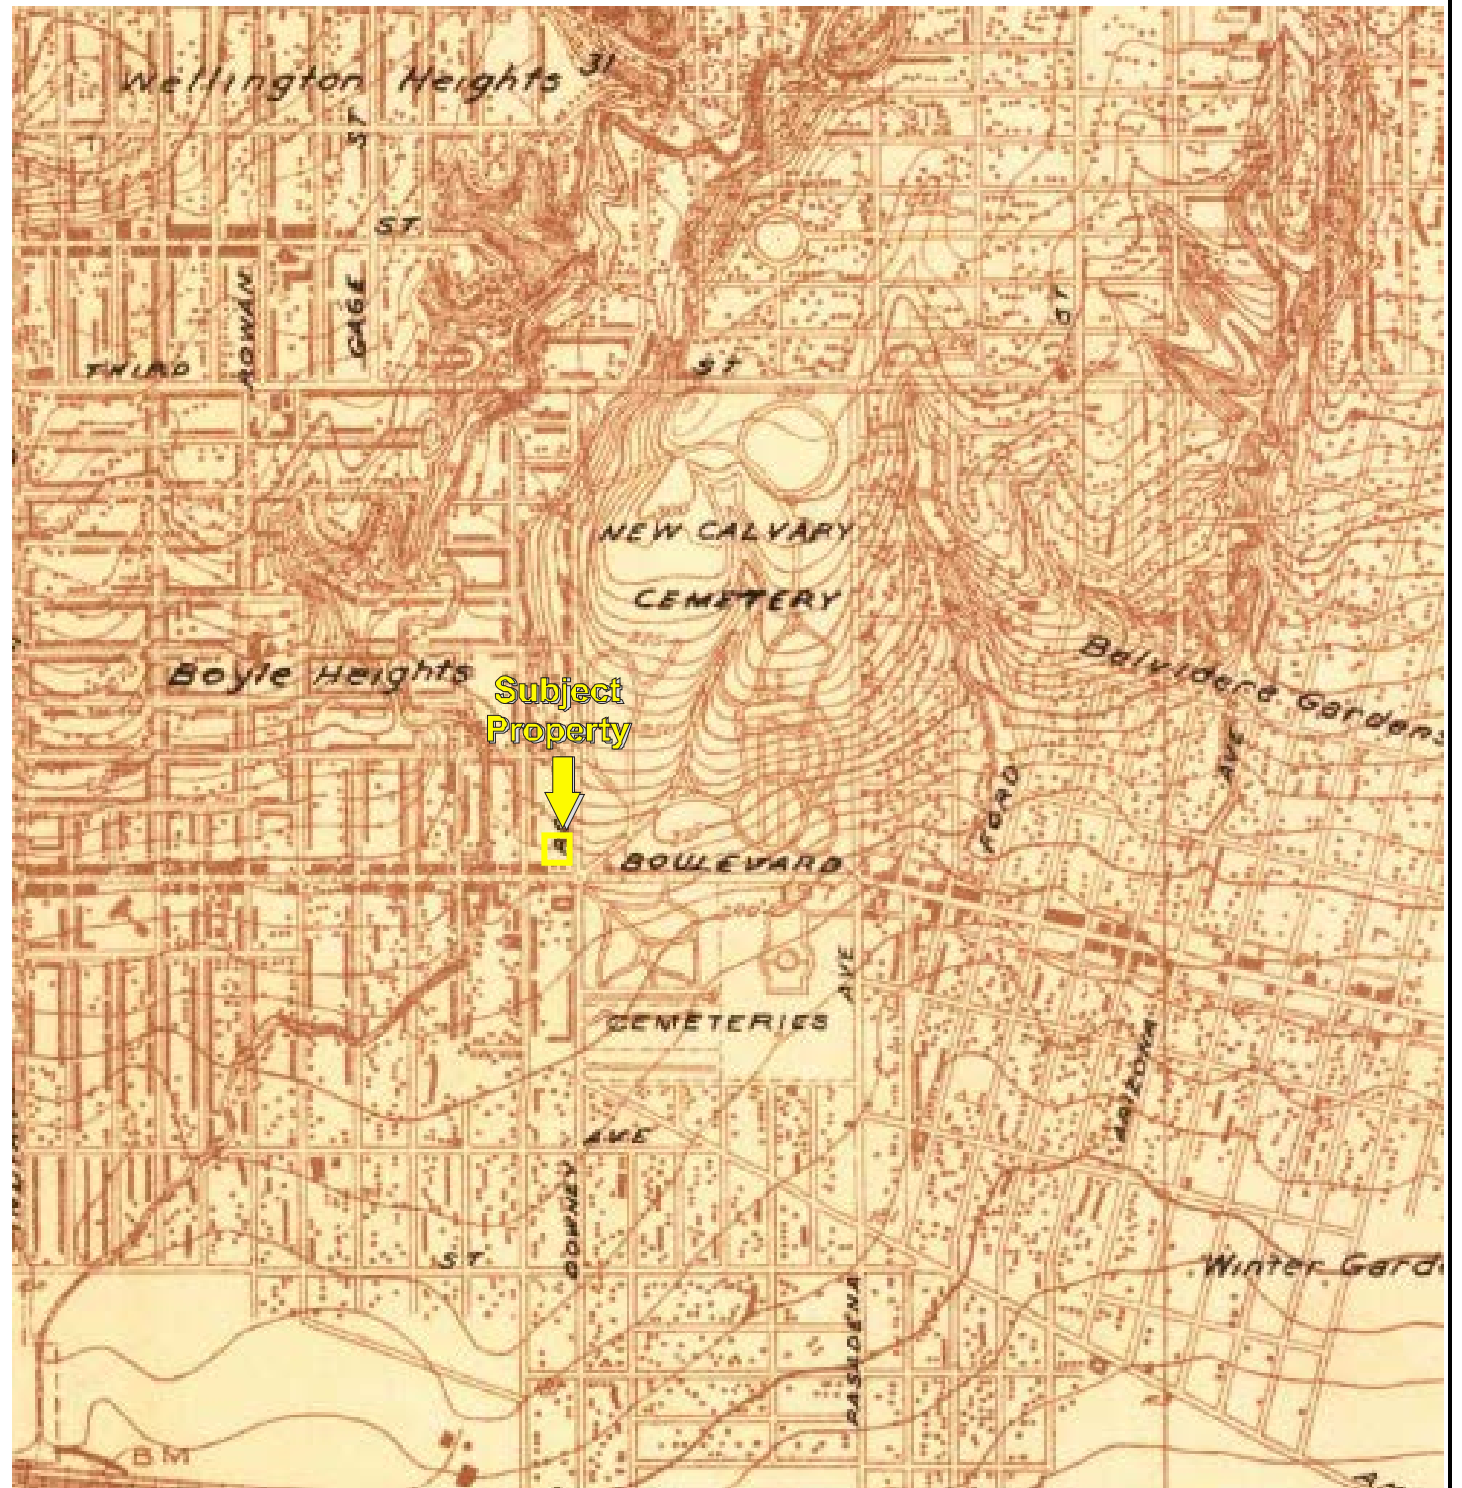 Wellington Heights
31
ST
ST.
ROWAN
GAGE
ST
THIRD
ST
NEW CALVARY
CEMETERY
Belvidere Gardens
Boyle Heights
Subject
Property
AVE
FORD
BOULEVARD
AVE
CEMETERIES
ARIZONA
AVE
DOWNEY
ST
Winter Garde
PASADENA
BM